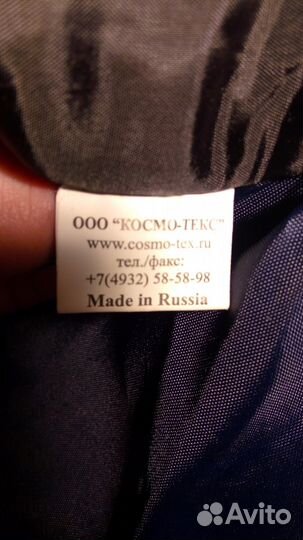 ООО "КОСМО-ТЕКС"
www.cosmo-tex.ru
тел./факс:
+7(4932) 58-58-98
Made in Russia
Avito